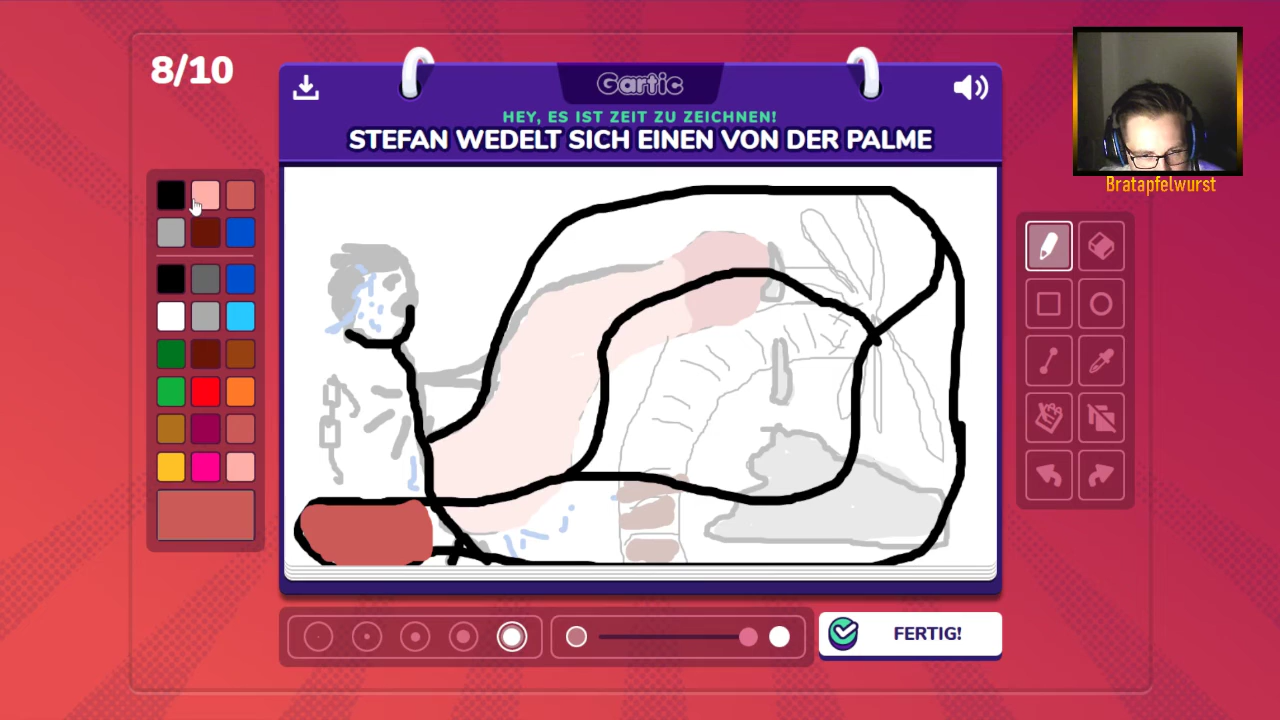 8/10
Gartic
HEY, ES IST ZEIT ZU ZEICHNEN!
STEFAN WEDELT SICH EINEN VON DER PALME
Bratapfelwurst
FERTIG!